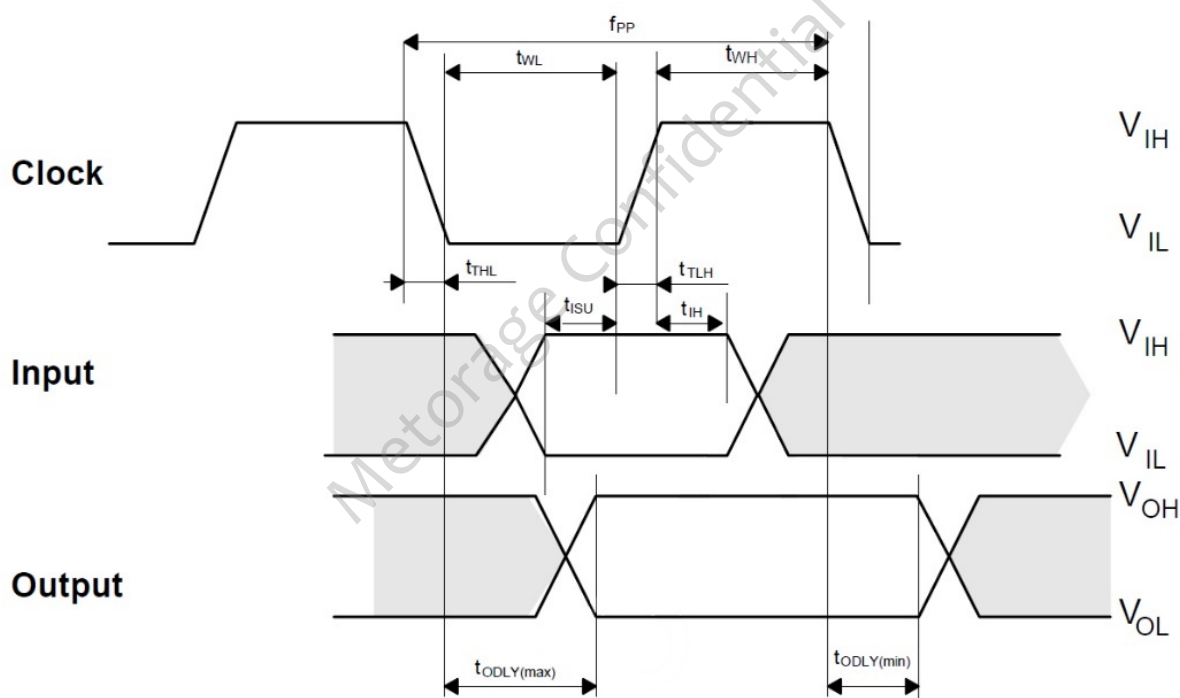 fPP
tWL
tWH
VIH
Clock
VIL
tTHL
tTLH
tISU
tIH
VIH
Input
VIL
VOH
Output
VOL
tODLY(max)
tODLY(min)
Metorage Confidential